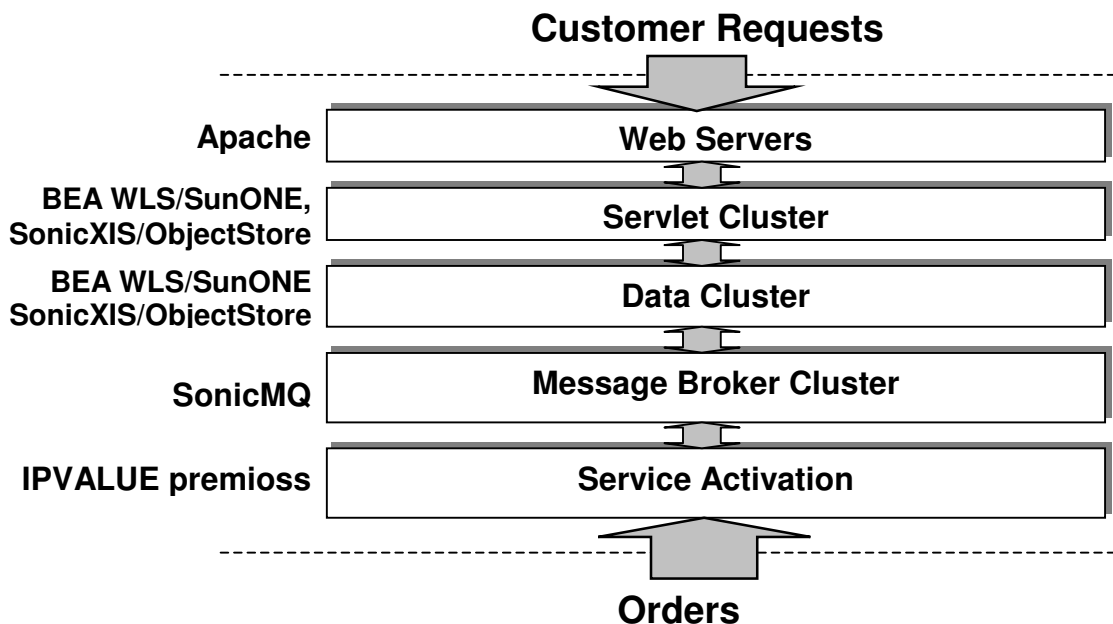 Customer Requests
Apache
Web Servers
BEA WLS/SunONE,
SonicXIS/ObjectStore
Servlet Cluster
BEA WLS/SunONE
SonicXIS/ObjectStore
Data Cluster
SonicMQ
Message Broker Cluster
IPVALUE premioss
Service Activation
Orders